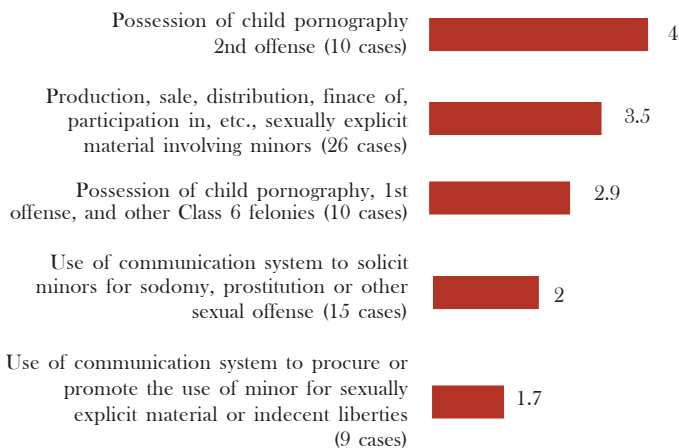 Possession of child pornography
2nd offense (10 cases)
4
Production, sale, distribution, finace of,
participation in, etc., sexually explicit
material involving minors (26 cases)
3.5
Possession of child pornography, 1st
offense, and other Class 6 felonies (10 cases)
2.9
Use of communication system to solicit
minors for sodomy, prostitution or other
sexual offense (15 cases)
2
Use of communication system to procure or
promote the use of minor for sexually
explicit material or indecent liberties
(9 cases)
1.7